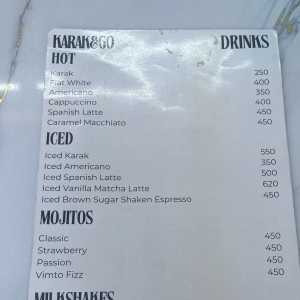 KARAK&GO DRINKS
HOT
Karak 250
Flat White 400
Americano 350
Cappuccino 400
Spanish Latte 450
Caramel Macchiato 450
ICED
Iced Karak 550
Iced Americano 350
Iced Spanish Latte 500
Iced Vanilla Matcha Latte 620
Iced Brown Sugar Shaken Espresso 450
MOJITOS
Classic 450
Strawberry 450
Passion 450
Vimto Fizz 450
MILKSHAKES